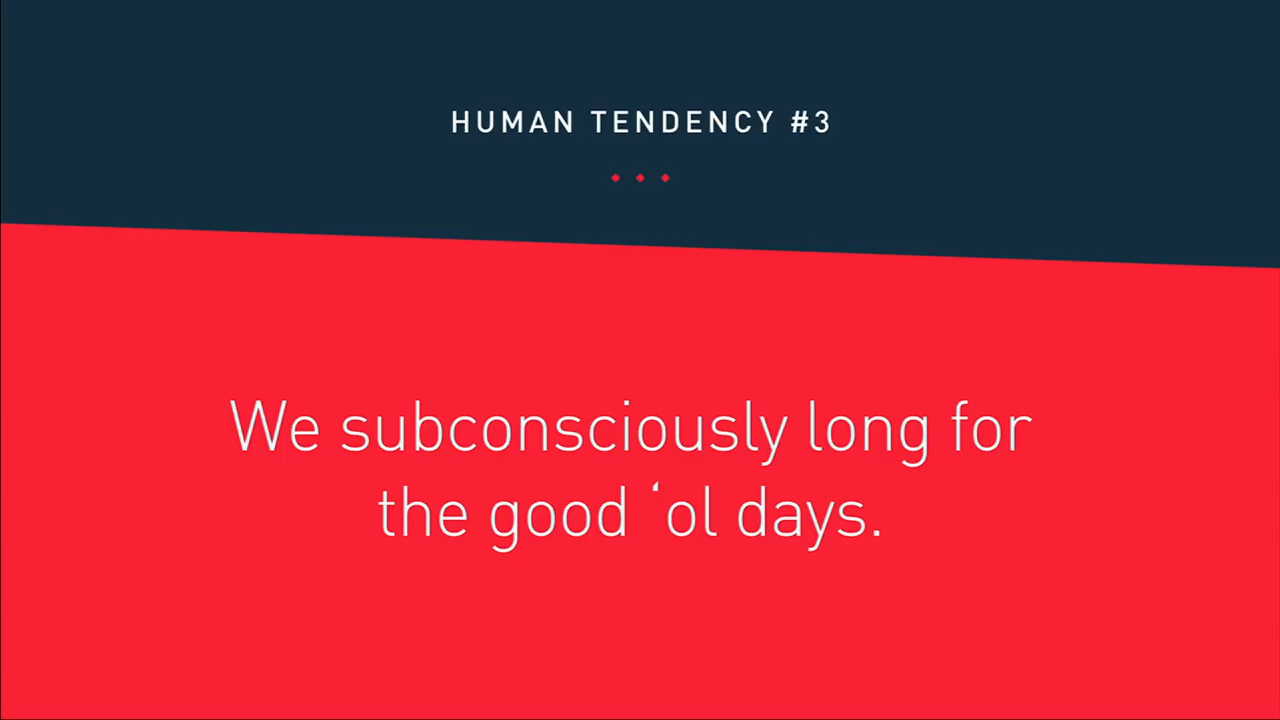 HUMAN TENDENCY #3
We subconsciously long for
the good ‘ol days.